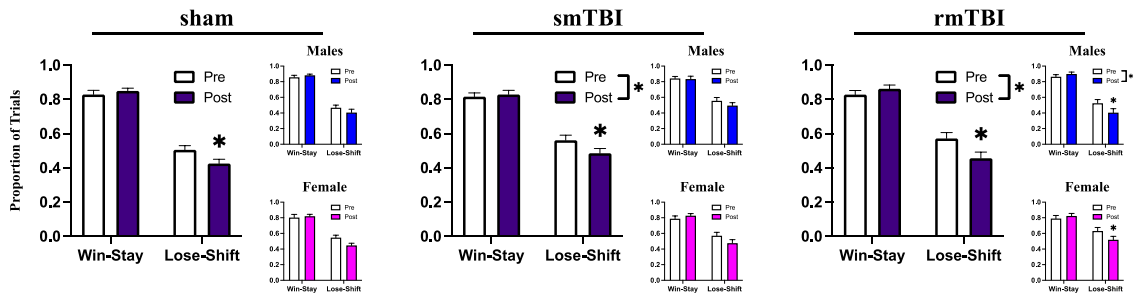 sham
Proportion of Trials
1.0
0.8
0.6
0.4
0.2
0.0
Pre
Post
*
*
Win-Stay
Lose-Shift
Males
1.0
0.8
0.6
0.4
0.2
0.0
Pre
Post
Win-Stay
Lose-Shift
Female
1.0
0.8
0.6
0.4
0.2
0.0
Pre
Post
Win-Stay
Lose-Shift
smTBI
1.0
0.8
0.6
0.4
0.2
0.0
Pre
Post
*
*
Win-Stay
Lose-Shift
Males
1.0
0.8
0.6
0.4
0.2
0.0
Pre
Post
Win-Stay
Lose-Shift
Female
1.0
0.8
0.6
0.4
0.2
0.0
Pre
Post
Win-Stay
Lose-Shift
rmTBI
1.0
0.8
0.6
0.4
0.2
0.0
Pre
Post
*
*
Win-Stay
Lose-Shift
Males
1.0
0.8
0.6
0.4
0.2
0.0
Pre
Post
*
*
Win-Stay
Lose-Shift
Female
1.0
0.8
0.6
0.4
0.2
0.0
Pre
Post
*
Win-Stay
Lose-Shift